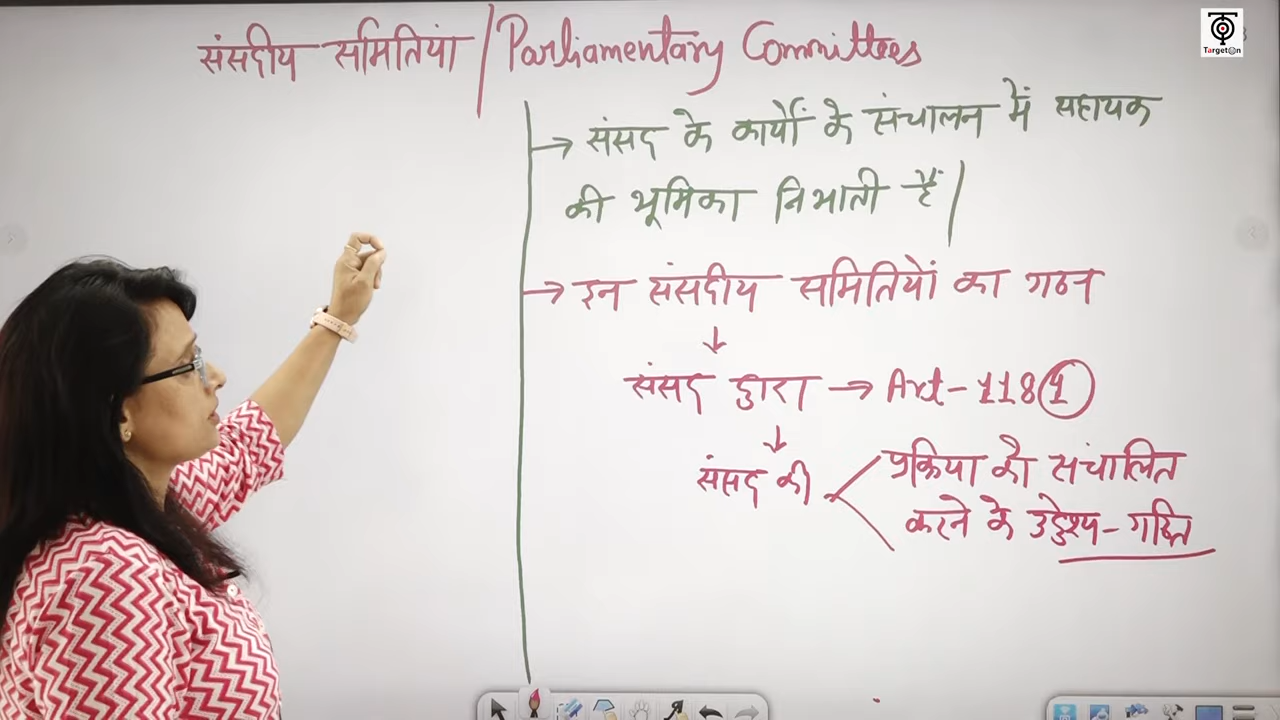 संसदीय समितियां / Parliamentary Committees
TargetOn
→ संसद के कार्यों के संचालन में सहायक
की भूमिका निभाती हैं|
→ इन संसदीय समितियों का गठन
↓
संसद द्वारा → Art-118(1)
↓
संसद की
प्रक्रिया को संचालित
करने के उद्देश्य - गठित